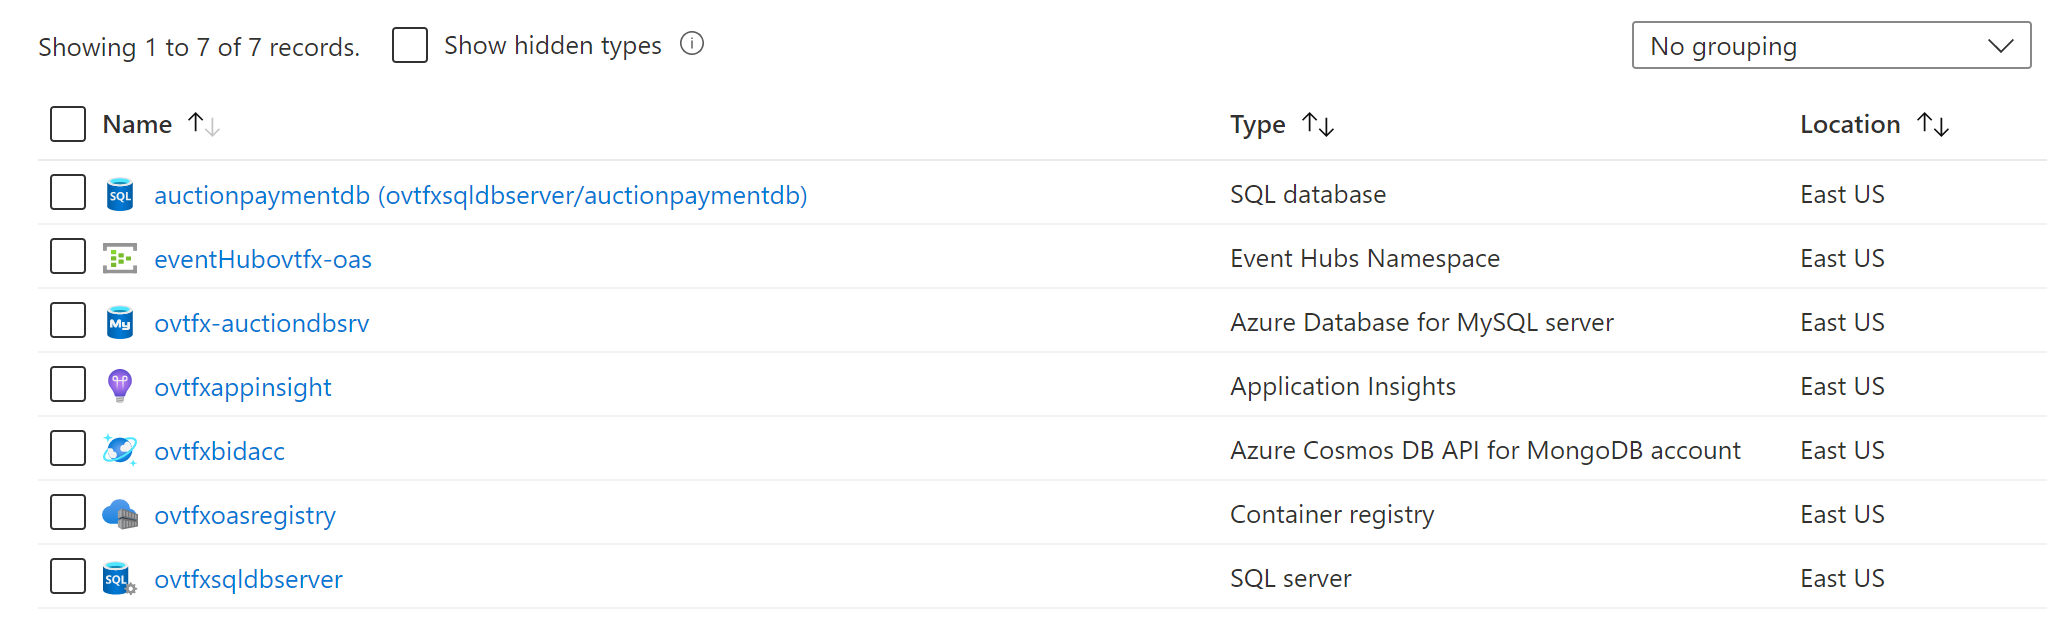 Showing 1 to 7 of 7 records. Show hidden types No grouping
Name Type Location
SQL auctionpaymentdb (ovtfxsqldbserver/auctionpaymentdb) SQL database East US
eventHubovtfx-oas Event Hubs Namespace East US
My ovtfx-auctiondbsrv Azure Database for MySQL server East US
ovtfxappinsight Application Insights East US
ovtfxbidacc Azure Cosmos DB API for MongoDB account East US
ovtfxoasregistry Container registry East US
SQL ovtfxsqldbserver SQL server East US